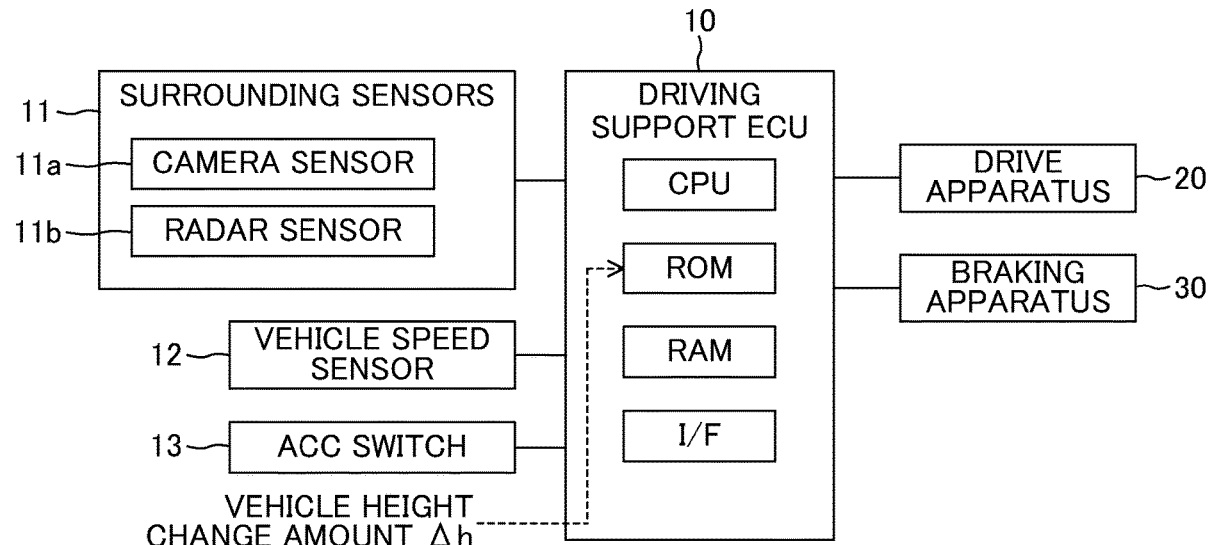 10
11
SURROUNDING SENSORS
11a
CAMERA SENSOR
11b
RADAR SENSOR
12
VEHICLE SPEED
SENSOR
13
ACC SWITCH
VEHICLE HEIGHT
CHANGE AMOUNT Δh
DRIVING
SUPPORT ECU
CPU
ROM
RAM
I/F
DRIVE
APPARATUS
20
BRAKING
APPARATUS
30